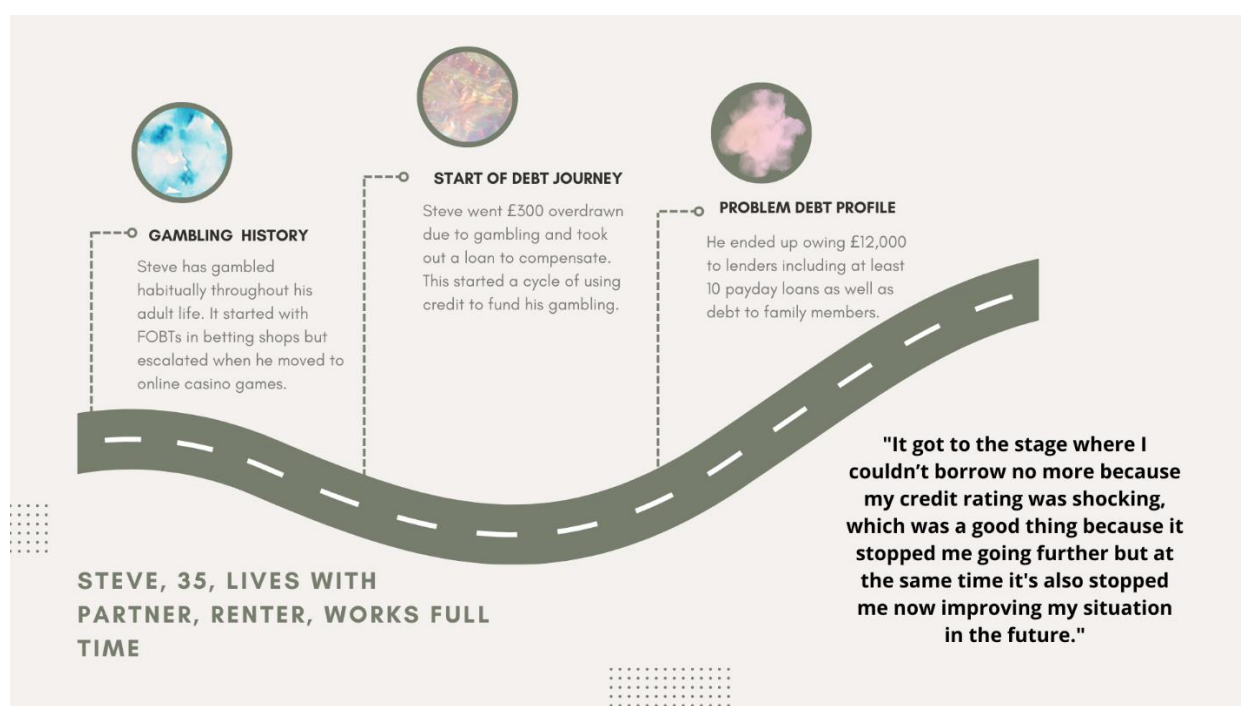 GAMBLING HISTORY
Steve has gambled
habitually throughout his
adult life. It started with
FOBTs in betting shops but
escalated when he moved to
online casino games.
START OF DEBT JOURNEY
Steve went £300 overdrawn
due to gambling and took
out a loan to compensate.
This started a cycle of using
credit to fund his gambling.
PROBLEM DEBT PROFILE
He ended up owing £12,000
to lenders including at least
10 payday loans as well as
debt to family members.
"It got to the stage where I
couldn’t borrow no more because
my credit rating was shocking,
which was a good thing because it
stopped me going further but at
the same time it's also stopped
me now improving my situation
in the future."
STEVE, 35, LIVES WITH
PARTNER, RENTER, WORKS FULL
TIME